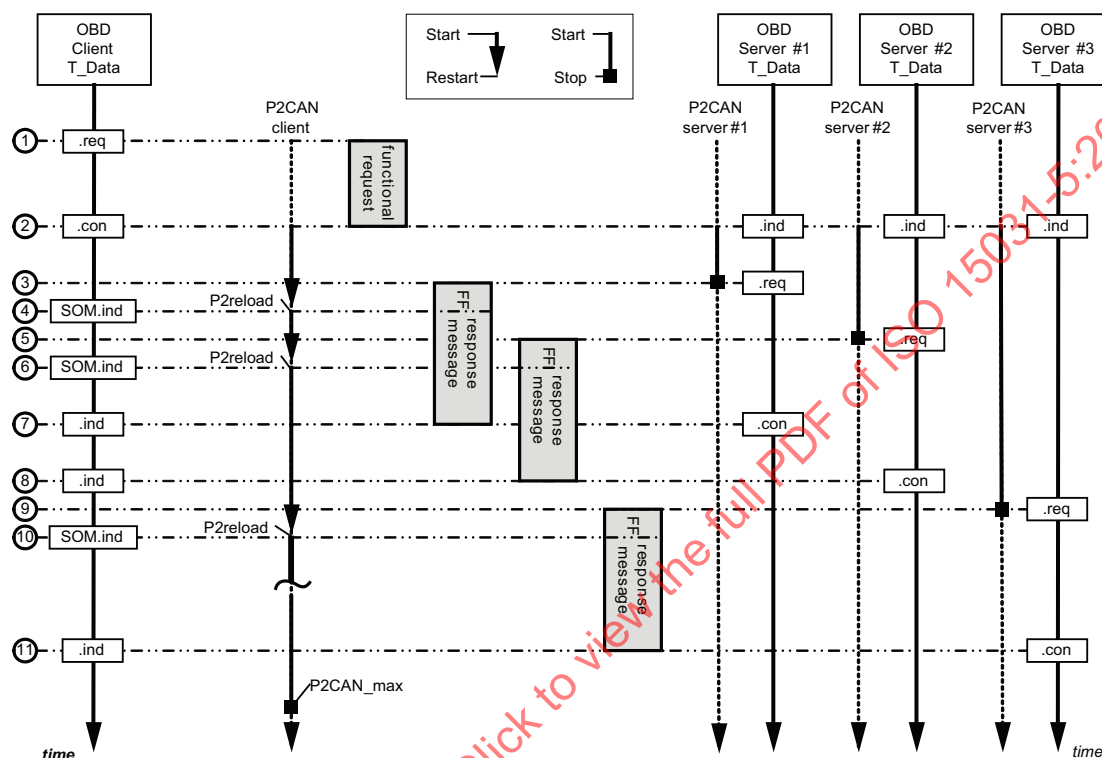 OBD
Client
T_Data
Start
Restart
Start
Stop
OBD
Server #1
T_Data
OBD
Server #2
T_Data
OBD
Server #3
T_Data
P2CAN
client
P2CAN
server#1
P2CAN
server #2
P2CAN
server #3
1
.req
functional
request
2
.con
.ind
.ind
.ind
3
.req
P2reload
4
SOM.ind
FF response
message
5
.req
P2reload
6
SOM.ind
FF response
message
7
.ind
.con
8
.ind
.con
9
.req
P2reload
10
SOM.ind
FF response
message
11
.ind
.con
P2CAN_max
time
time
Click to view the full PDF of ISO 15031-5:20